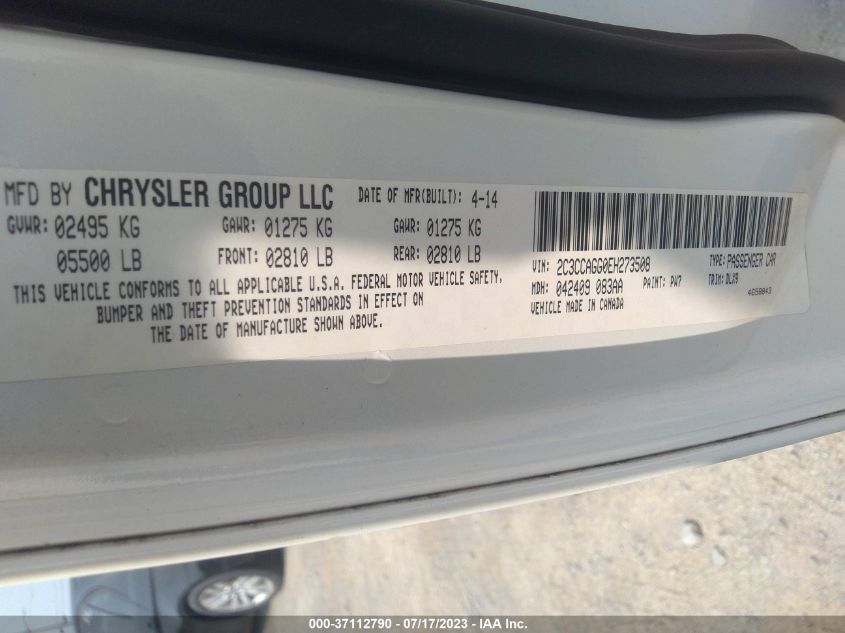 MFD BY CHRYSLER GROUP LLC DATE OF MFR(BUILT): 4-14
GVWR: 02495 KG GAWR: 01275 KG GAWR: 01275 KG
05500 LB FRONT: 02810 LB REAR: 02810 LB
THIS VEHICLE CONFORMS TO ALL APPLICABLE U.S.A. FEDERAL MOTOR VEHICLE SAFETY,
BUMPER AND THEFT PREVENTION STANDARDS IN EFFECT ON
THE DATE OF MANUFACTURE SHOWN ABOVE.
VIN: 2C3CCAGG0EH273508 TYPE: PASSENGER CAR
MDH: 042409 083AA PAINT: PW7 TRIM: DLX9
VEHICLE MADE IN CANADA 4G58843
000-37112790 - 07/17/2023 - IAA Inc.